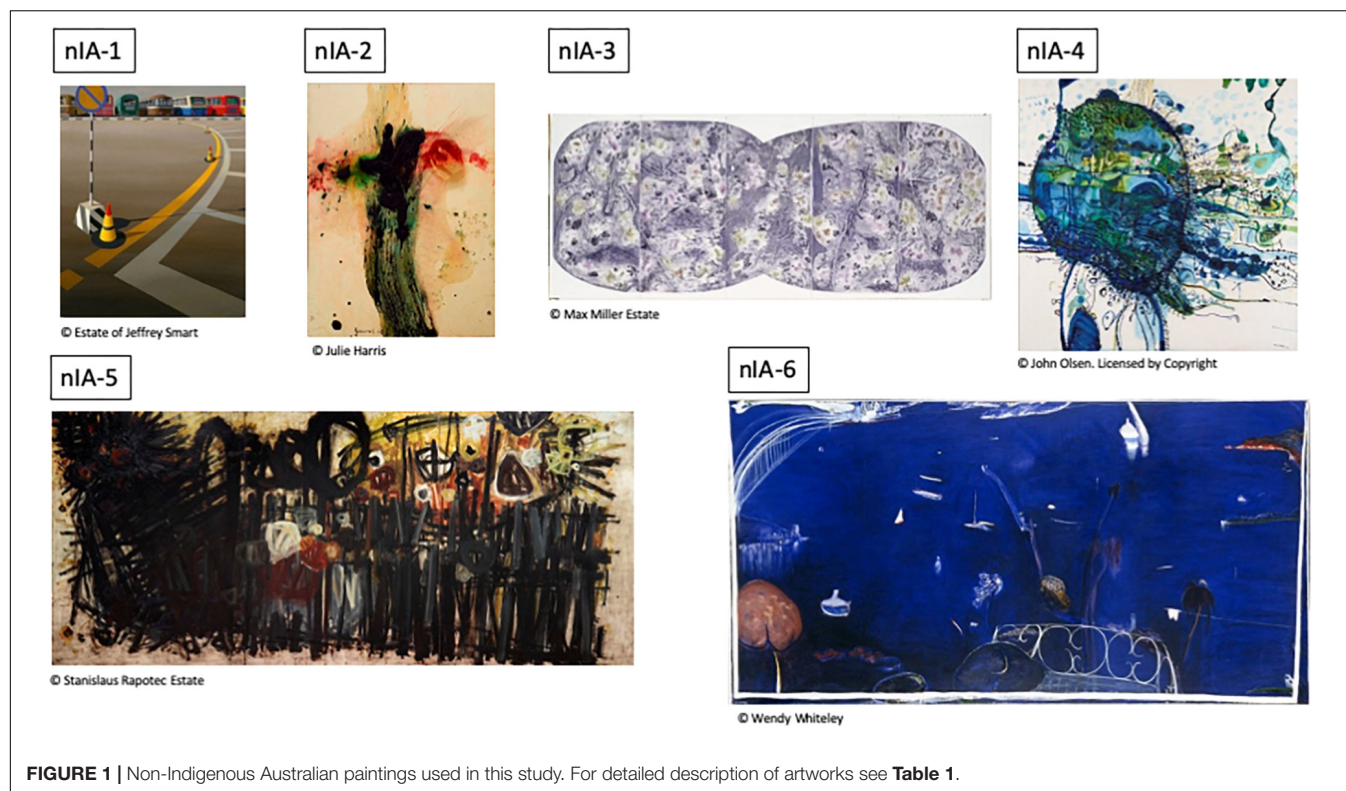 nIA-1
nIA-2
nIA-3
nIA-4
© Estate of Jeffrey Smart
© Julie Harris
© Max Miller Estate
© John Olsen. Licensed by Copyright
nIA-5
nIA-6
© Stanislaus Rapotec Estate
© Wendy Whiteley
FIGURE 1 | Non-Indigenous Australian paintings used in this study. For detailed description of artworks see Table 1.